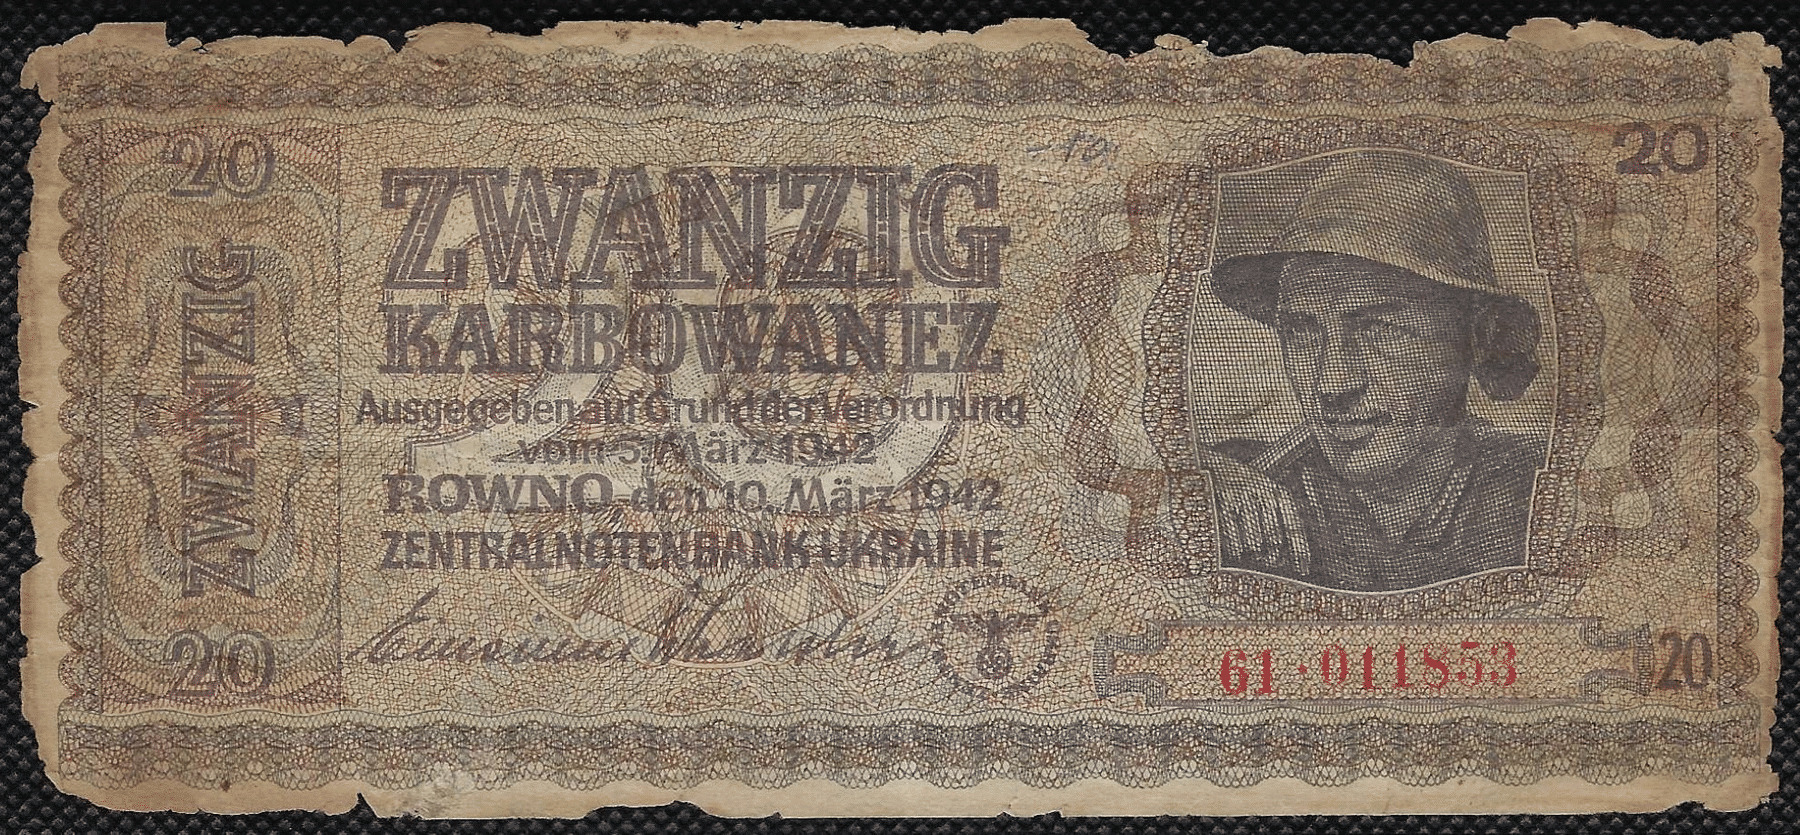 20
20
ZWANZIG
ZWANZIG
KARBOWANEZ
Ausgegeben auf Grund der Verordnung
vom 5. März 1942
ROWNO, den 10. März 1942
ZENTRALNOTENBANK UKRAINE
20
61·011853
20